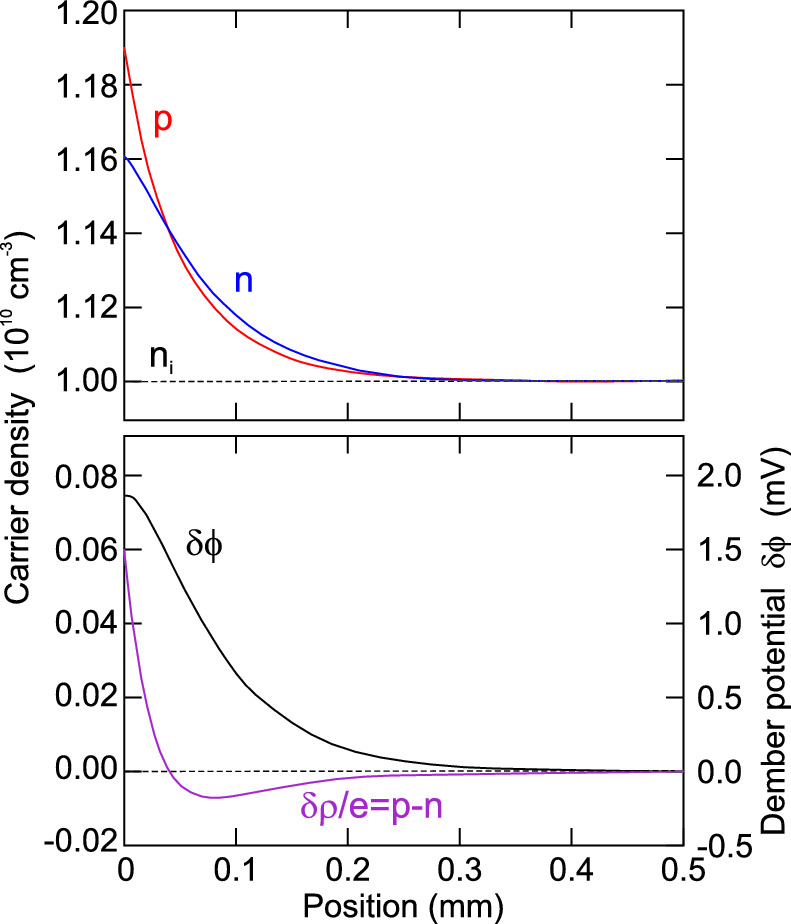 1.20
1.18
1.16
1.14
1.12
1.00
p
n
nᵢ
Carrier density (10¹⁰ cm⁻³)
0.08
0.06
0.04
0.02
0.00
-0.02
2.0
1.5
1.0
0.5
0.0
-0.5
δϕ
δρ/e=p-n
Dember potential δϕ (mV)
0 0.1 0.2 0.3 0.4 0.5
Position (mm)